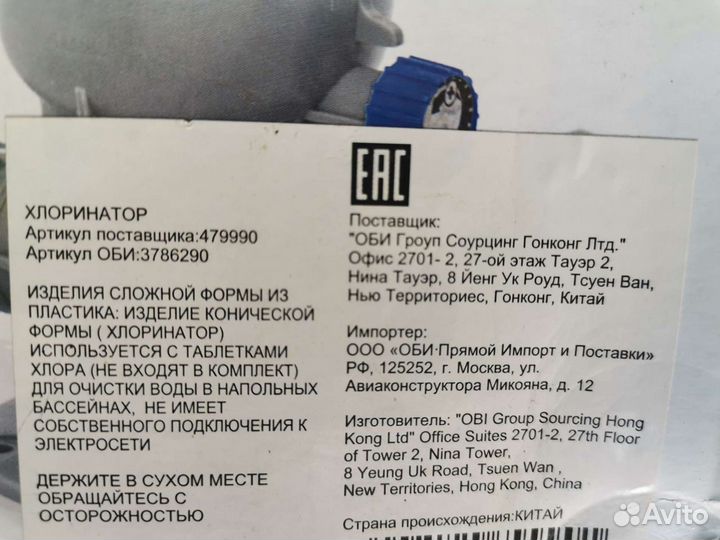 ХЛОРИНАТОР
Артикул поставщика:479990
Артикул ОБИ:3786290
ИЗДЕЛИЯ СЛОЖНОЙ ФОРМЫ ИЗ
ПЛАСТИКА: ИЗДЕЛИЕ КОНИЧЕСКОЙ
ФОРМЫ ( ХЛОРИНАТОР)
ИСПОЛЬЗУЕТСЯ С ТАБЛЕТКАМИ
ХЛОРА (НЕ ВХОДЯТ В КОМПЛЕКТ)
ДЛЯ ОЧИСТКИ ВОДЫ В НАПОЛЬНЫХ
БАССЕЙНАХ, НЕ ИМЕЕТ
СОБСТВЕННОГО ПОДКЛЮЧЕНИЯ К
ЭЛЕКТРОСЕТИ
ДЕРЖИТЕ В СУХОМ МЕСТЕ
ОБРАЩАЙТЕСЬ С
ОСТОРОЖНОСТЬЮ
EAC
Поставщик:
"ОБИ Гроуп Соурцинг Гонконг Лтд."
Офис 2701- 2, 27-ой этаж Тауэр 2,
Нина Тауэр, 8 Йенг Ук Роуд, Тсуен Ван,
Нью Территориес, Гонконг, Китай
Импортер:
ООО «ОБИ Прямой Импорт и Поставки»
РФ, 125252, г. Москва, ул.
Авиаконструктора Микояна, д. 12
Изготовитель: "OBI Group Sourcing Hong
Kong Ltd" Office Suites 2701-2, 27th Floor
of Tower 2, Nina Tower,
8 Yeung Uk Road, Tsuen Wan ,
New Territories, Hong Kong, China
Страна происхождения:КИТАЙ
Avito